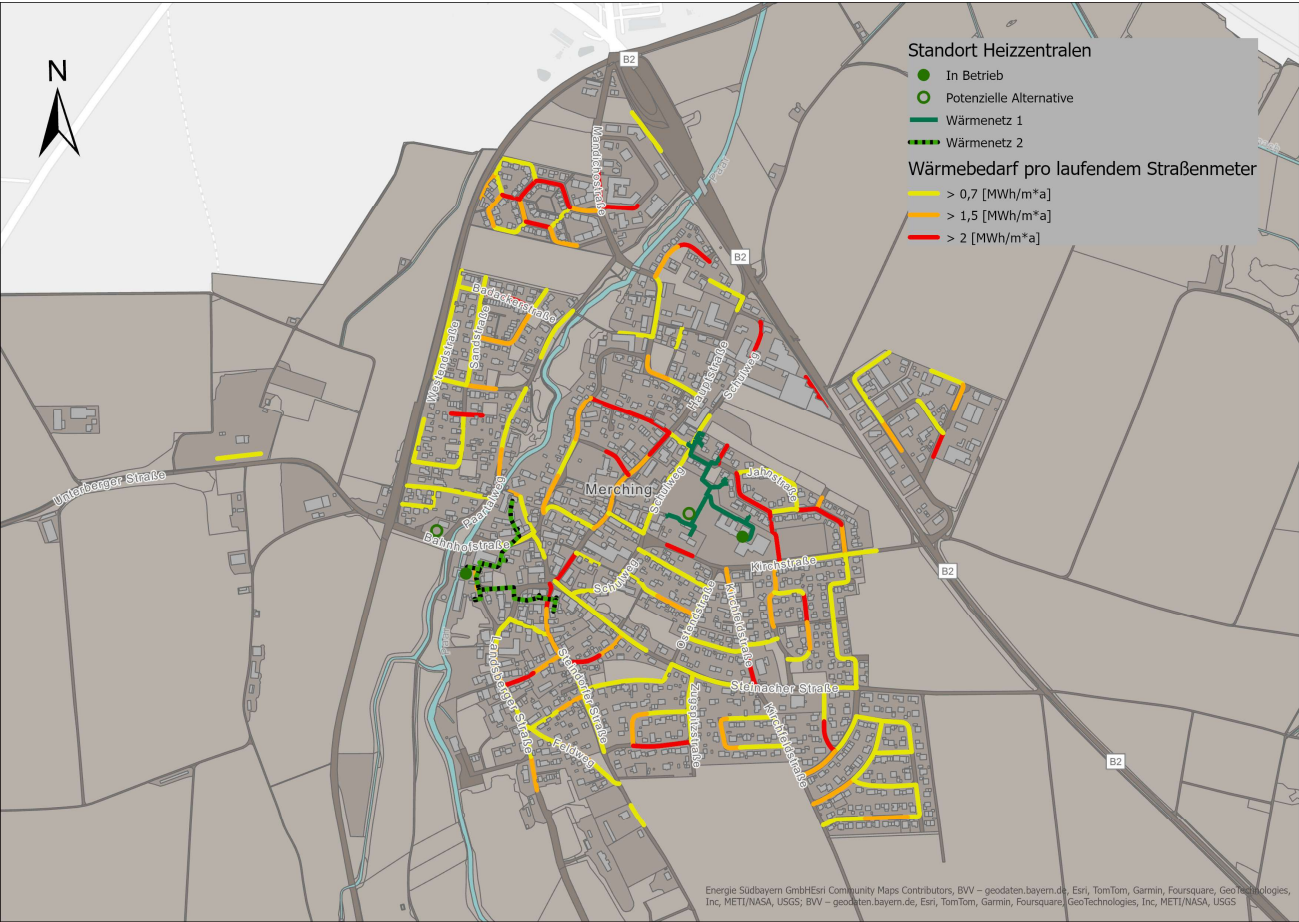 N
B2
Standort Heizzentralen
In Betrieb
Potenzielle Alternative
Wärmenetz 1
Wärmenetz 2
Wärmebedarf pro laufendem Straßenmeter
> 0,7 [MWh/m*a]
> 1,5 [MWh/m*a]
> 2 [MWh/m*a]
Mandichostraße
Paar
B2
Badackerstraße
Westendstraße
Sandstraße
Hauptstraße
Schulweg
Unterberger Straße
Merching
Schulweg
Jahnstraße
Paartalweg
Bahnhofstraße
Kirchstraße
B2
Schulweg
Ostendstraße
Kirchfeldstraße
Landsberger Straße
Steindorfer Straße
Steinacher Straße
Zugspitzstraße
Kirchfeldstraße
Feldweg
B2
Energie Südbayern GmbHEsri Community Maps Contributors, BVV – geodaten.bayern.de, Esri, TomTom, Garmin, Foursquare, GeoTechnologies,
Inc, METI/NASA, USGS; BVV – geodaten.bayern.de, Esri, TomTom, Garmin, Foursquare, GeoTechnologies, Inc, METI/NASA, USGS